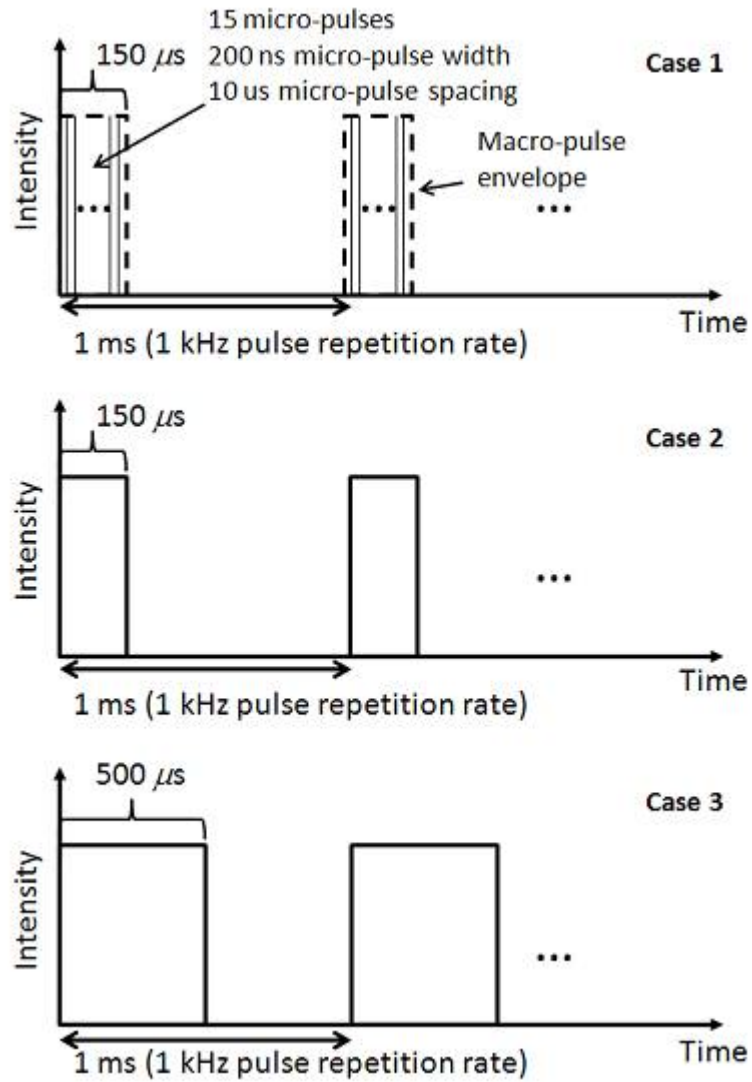 15 micro-pulses
150 μs
200 ns micro-pulse width
Case 1
10 us micro-pulse spacing
Macro-pulse
envelope
Intensity
...
...
...
Time
1 ms (1 kHz pulse repetition rate)
150 μs
Case 2
Intensity
...
Time
1 ms (1 kHz pulse repetition rate)
500 μs
Case 3
Intensity
...
Time
1 ms (1 kHz pulse repetition rate)